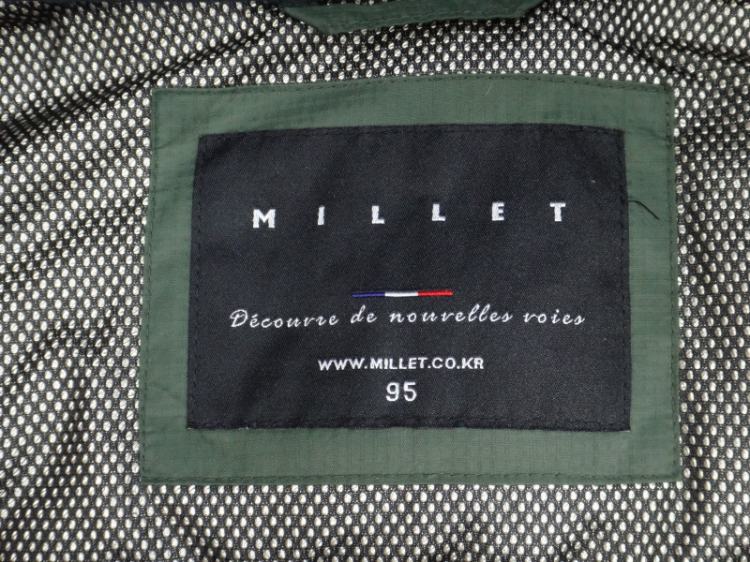 MILLET
Découvre de nouvelles voies
WWW.MILLET.CO.KR
95